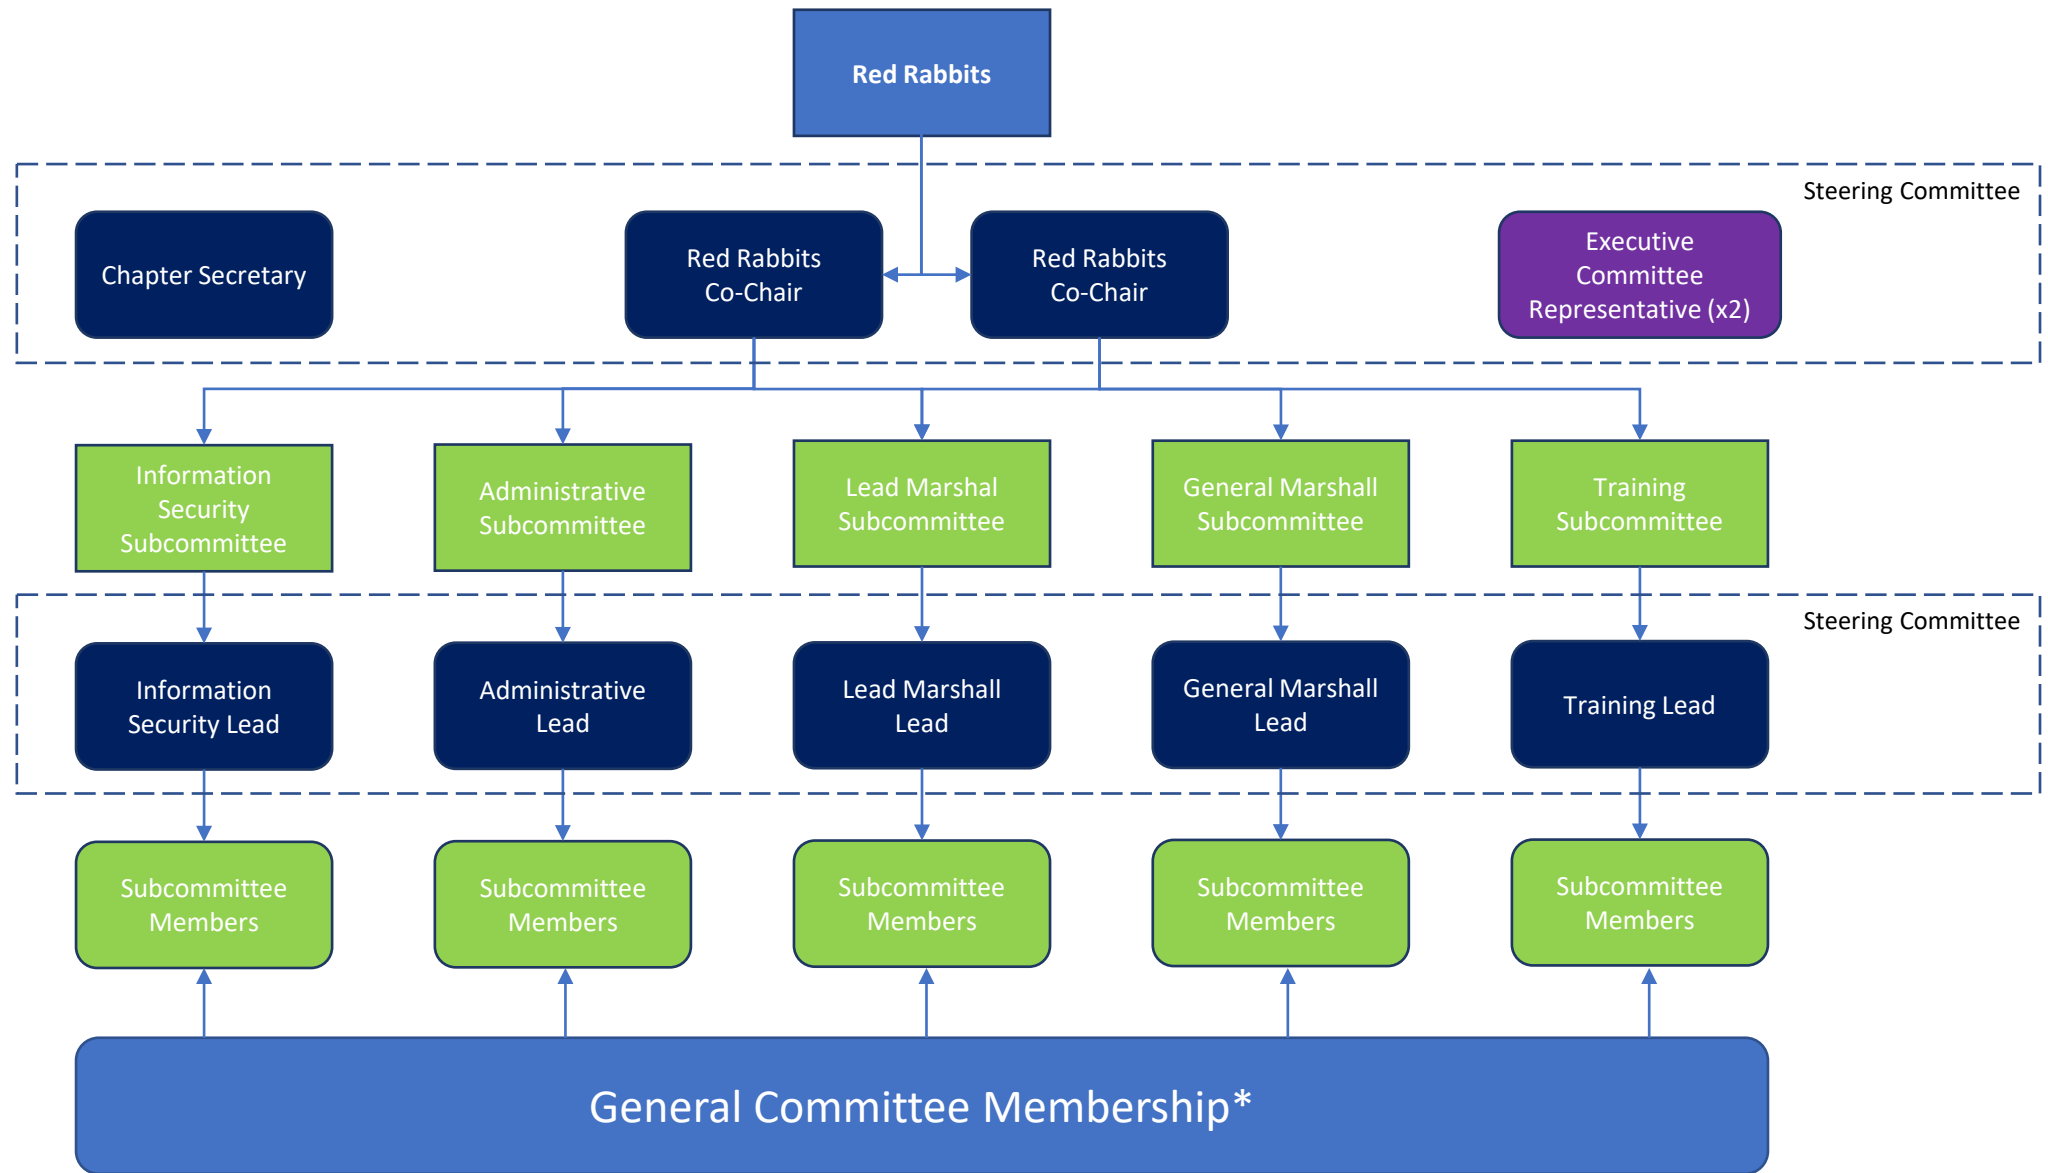 Red Rabbits
Steering Committee
Chapter Secretary
Red Rabbits
Co-Chair
Red Rabbits
Co-Chair
Executive
Committee
Representative (x2)
Information
Security
Subcommittee
Administrative
Subcommittee
Lead Marshal
Subcommittee
General Marshall
Subcommittee
Training
Subcommittee
Steering Committee
Information
Security Lead
Administrative
Lead
Lead Marshall
Lead
General Marshall
Lead
Training Lead
Subcommittee
Members
Subcommittee
Members
Subcommittee
Members
Subcommittee
Members
Subcommittee
Members
General Committee Membership*